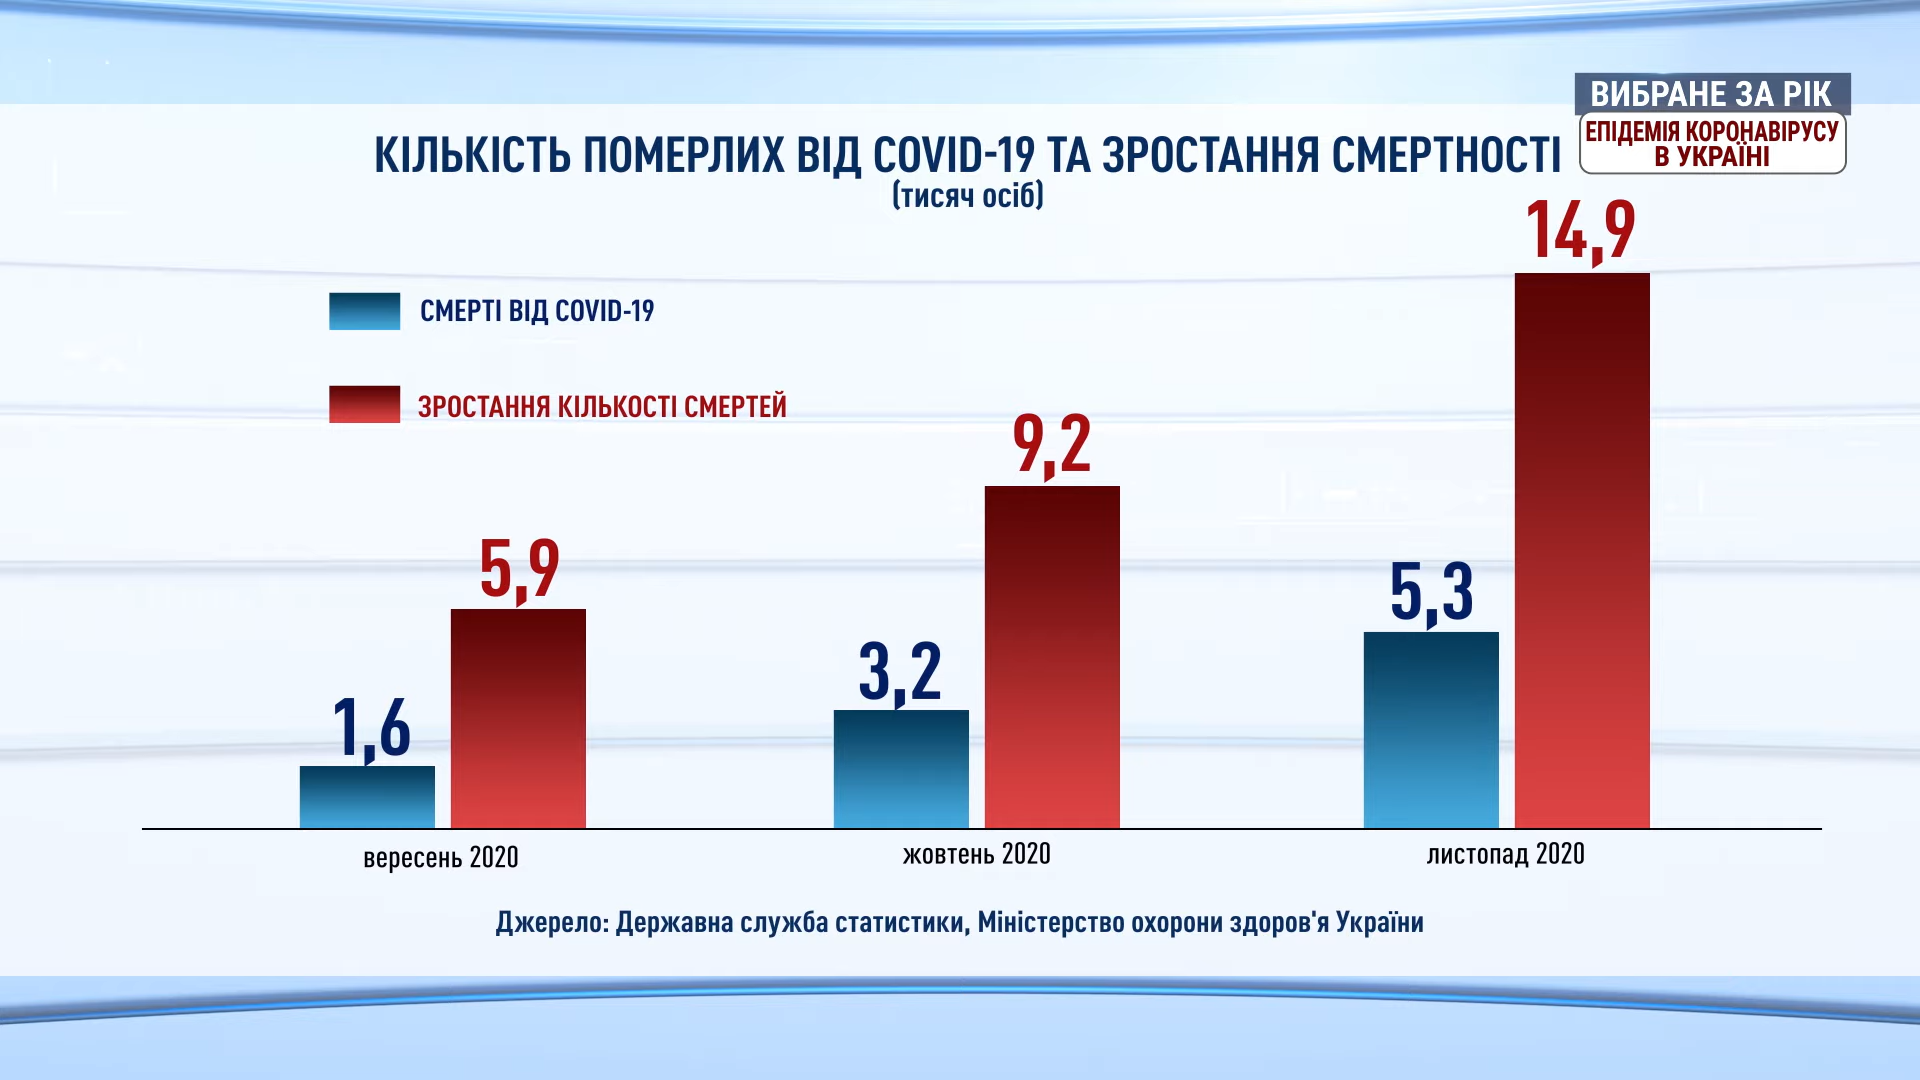 ВИБРАНЕ ЗА РІК
ЕПІДЕМІЯ КОРОНАВІРУСУ
В УКРАЇНІ
КІЛЬКІСТЬ ПОМЕРЛИХ ВІД COVID-19 ТА ЗРОСТАННЯ СМЕРТНОСТІ
(тисяч осіб)
СМЕРТІ ВІД COVID-19
ЗРОСТАННЯ КІЛЬКОСТІ СМЕРТЕЙ
1,6
5,9
3,2
9,2
5,3
14,9
вересень 2020
жовтень 2020
листопад 2020
Джерело: Державна служба статистики, Міністерство охорони здоров'я України